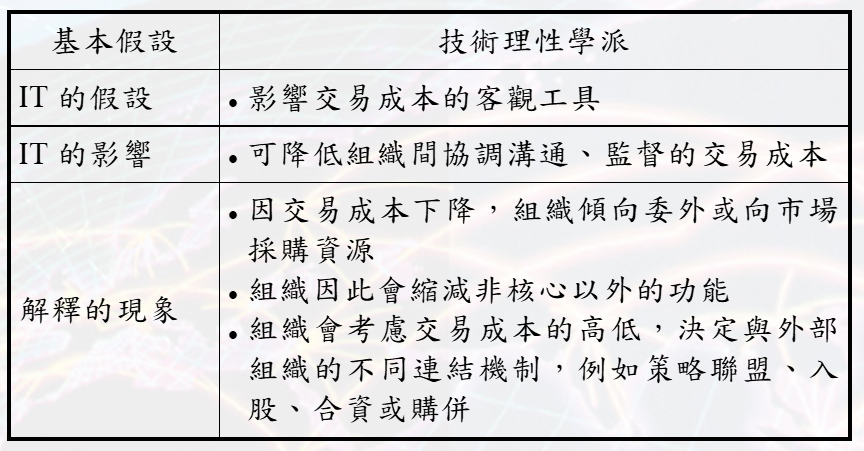 基本假設 技術理性學派
IT 的假設 •影響交易成本的客觀工具
IT 的影響 •可降低組織間協調溝通、監督的交易成本
解釋的現象
•因交易成本下降，組織傾向委外或向市場
採購資源
•組織因此會縮減非核心以外的功能
•組織會考慮交易成本的高低，決定與外部
組織的不同連結機制，例如策略聯盟、入
股、合資或購併